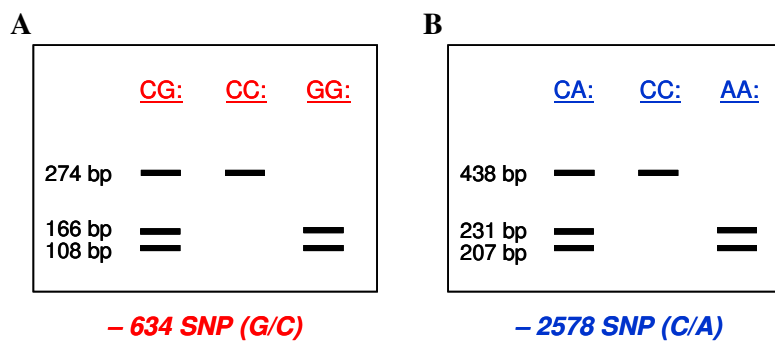 A
CG: CC: GG:
274 bp
166 bp
108 bp
– 634 SNP (G/C)
B
CA: CC: AA:
438 bp
231 bp
207 bp
– 2578 SNP (C/A)